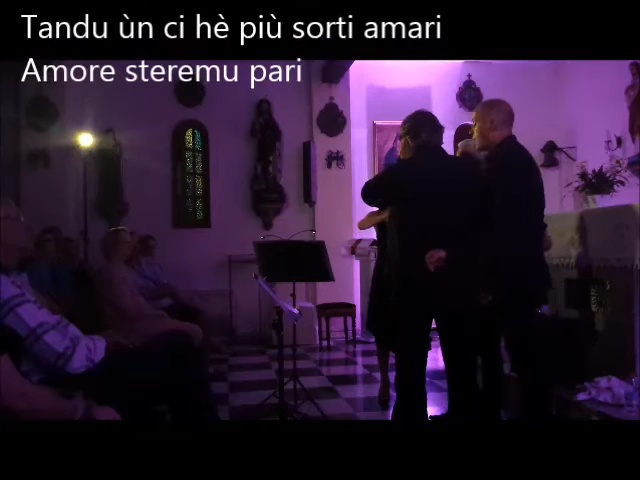 Tandu ùn ci hè più sorti amari
Amore steremu pari